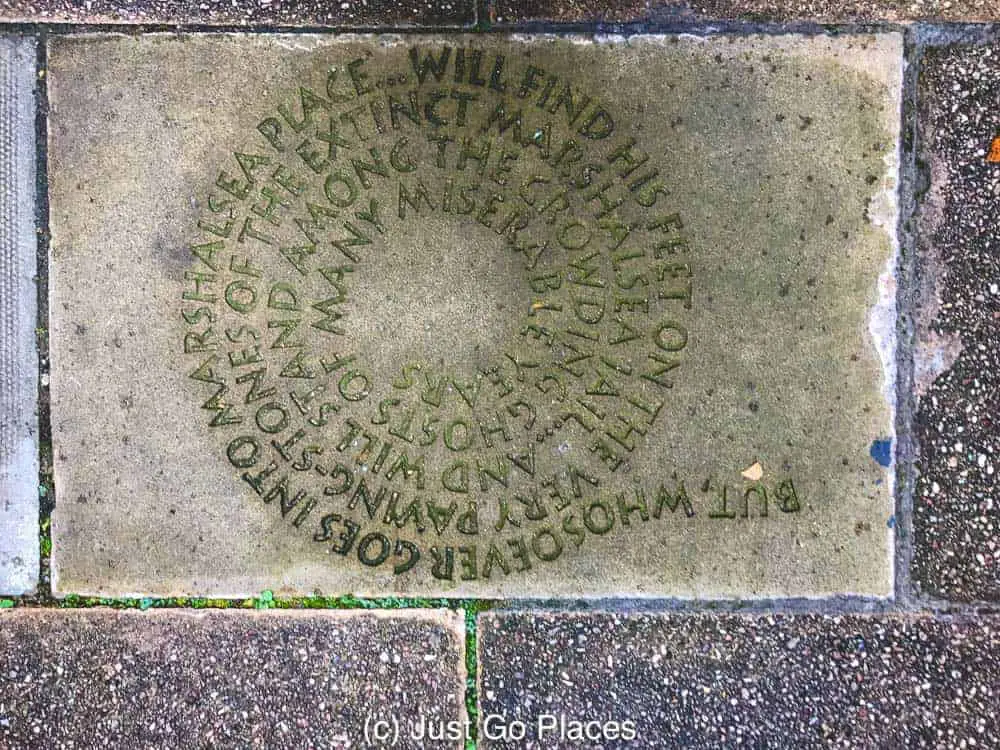 BUT, WHOSOEVER GOES INTO MARSHALSEA PLACE...WILL FIND HIS FEET ON THE VERY PAVING-STONES OF THE EXTINCT MARSHALSEA JAIL... AND WILL STAND AMONG THE CROWDING GHOSTS OF MANY MISERABLE YEARS
(c) Just Go Places